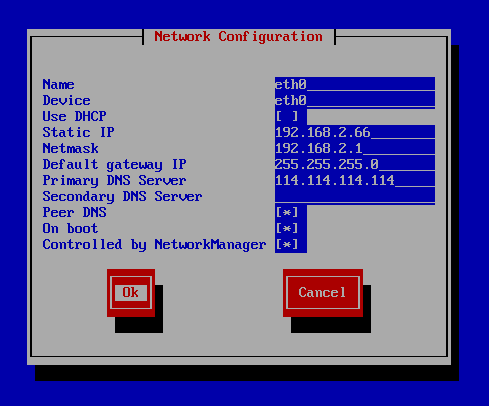 Network Configuration
Name eth0
Device eth0
Use DHCP [ ]
Static IP 192.168.2.66
Netmask 192.168.2.1
Default gateway IP 255.255.255.0
Primary DNS Server 114.114.114.114
Secondary DNS Server
Peer DNS [*]
On boot [*]
Controlled by NetworkManager [*]
Ok Cancel